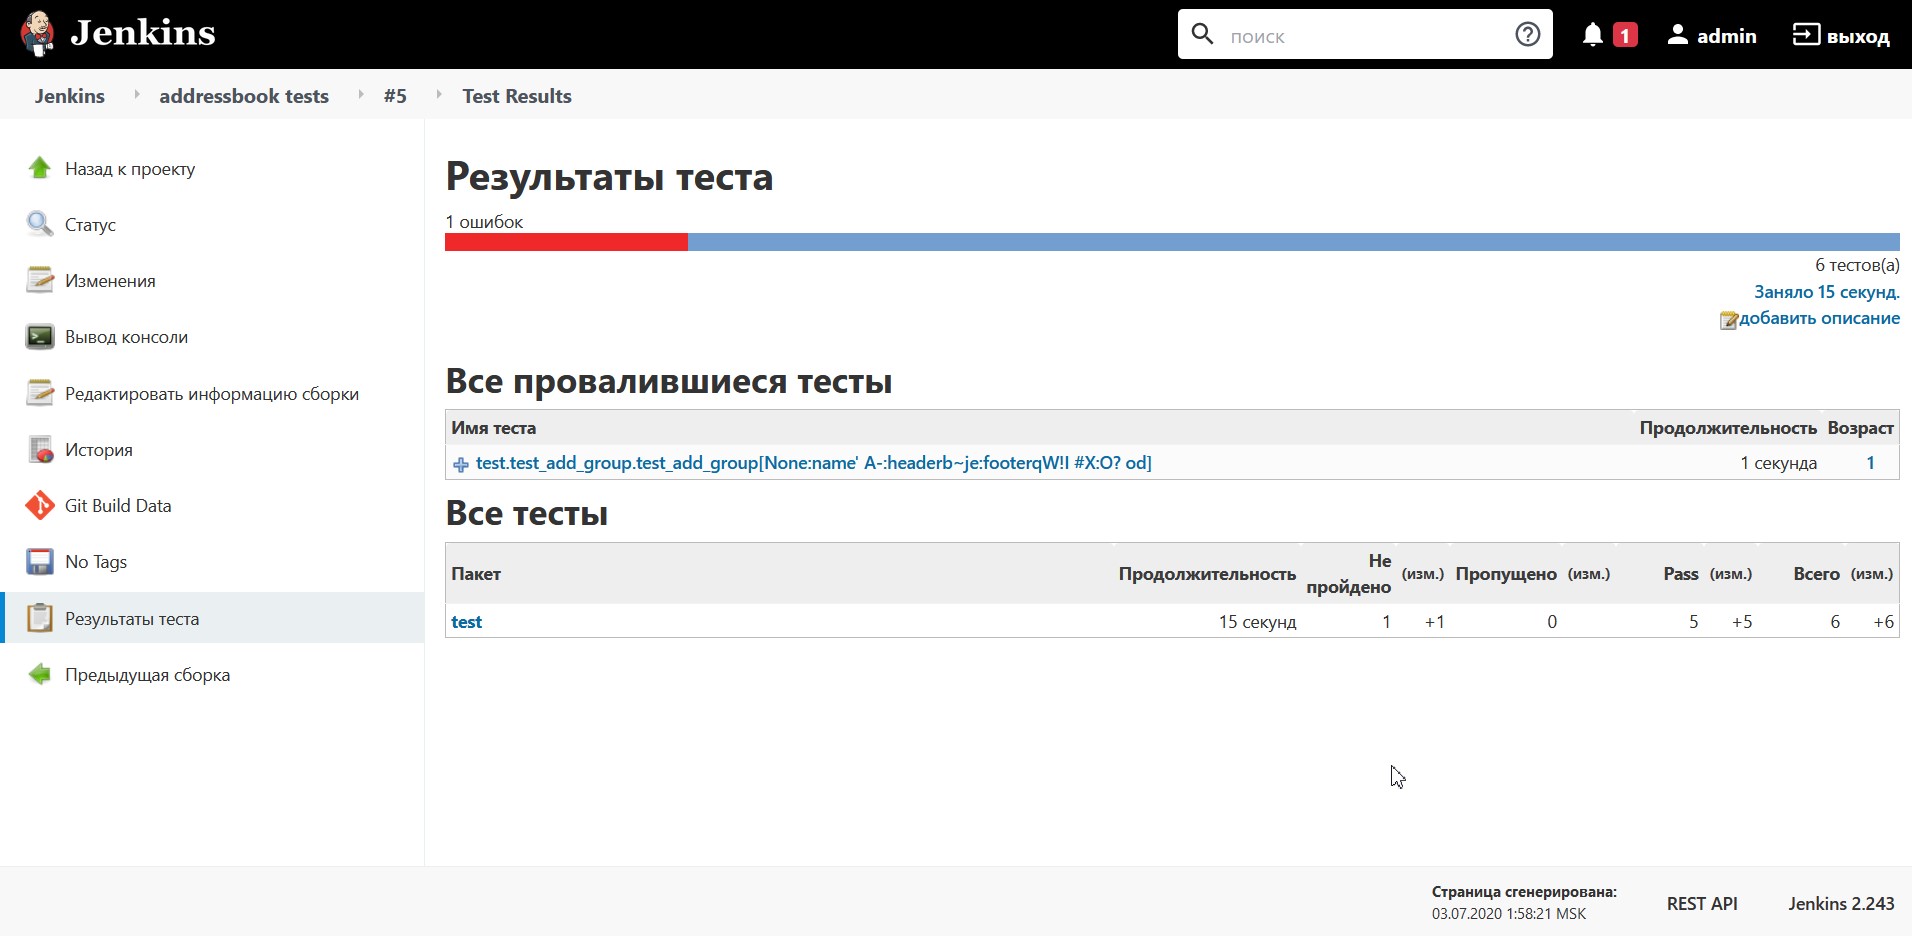 Jenkins
поиск
1
admin
выход
Jenkins
addressbook tests
#5
Test Results
Назад к проекту
Статус
Изменения
Вывод консоли
Редактировать информацию сборки
История
Git Build Data
No Tags
Результаты теста
Предыдущая сборка
Результаты теста
1 ошибок
6 тестов(а)
Заняло 15 секунд.
добавить описание
Все провалившиеся тесты
Имя теста Продолжительность Возраст
test.test_add_group.test_add_group[None:name' A-:headerb~je:footerqW!I #X:O? od] 1 секунда 1
Все тесты
Пакет Продолжительность Не пройдено (изм.) Пропущено (изм.) Pass (изм.) Всего (изм.)
test 15 секунд 1 +1 0 5 +5 6 +6
Страница сгенерирована:
03.07.2020 1:58:21 MSK
REST API
Jenkins 2.243